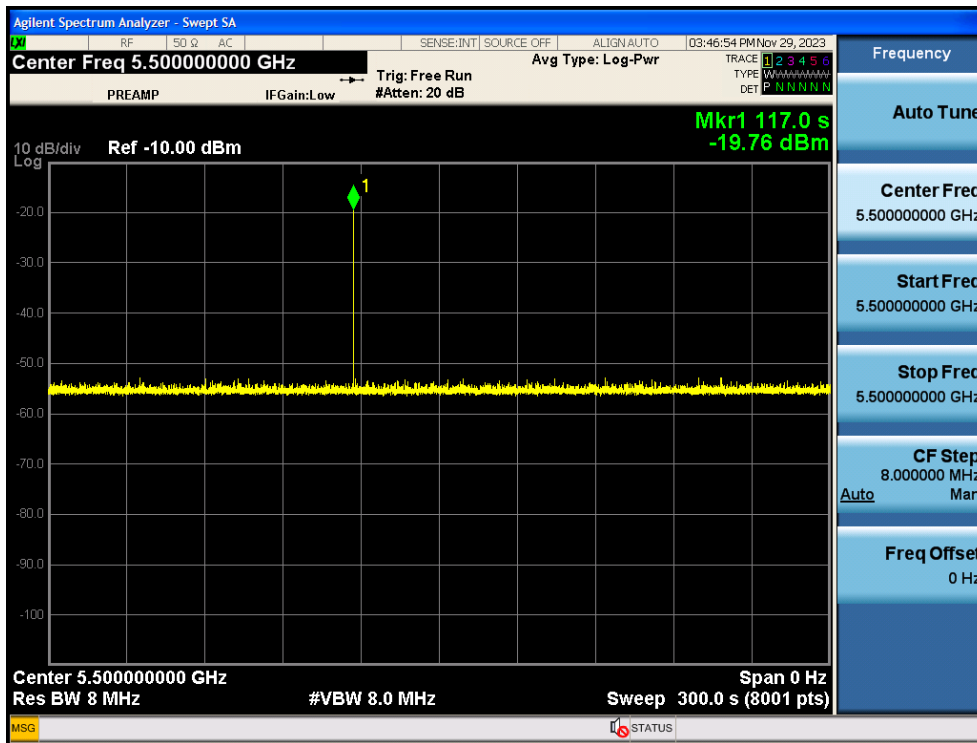 Agilent Spectrum Analyzer - Swept SA
LXI RF 50 Ω AC SENSE:INT SOURCE OFF ALIGNAUTO 03:46:54 PM Nov 29, 2023
Center Freq 5.500000000 GHz
PREAMP IFGain:Low
Trig: Free Run
#Atten: 20 dB
Avg Type: Log-Pwr
TRACE 1 2 3 4 5 6
TYPE
DET P N N N N N
Mkr1 117.0 s
-19.76 dBm
10 dB/div Ref -10.00 dBm
Log
1
-20.0
-30.0
-40.0
-50.0
-60.0
-70.0
-80.0
-90.0
-100
Center 5.500000000 GHz Span 0 Hz
Res BW 8 MHz #VBW 8.0 MHz Sweep 300.0 s (8001 pts)
MSG STATUS
Frequency
Auto Tune
Center Freq
5.500000000 GHz
Start Freq
5.500000000 GHz
Stop Freq
5.500000000 GHz
CF Step
8.000000 MHz
Auto Man
Freq Offset
0 Hz